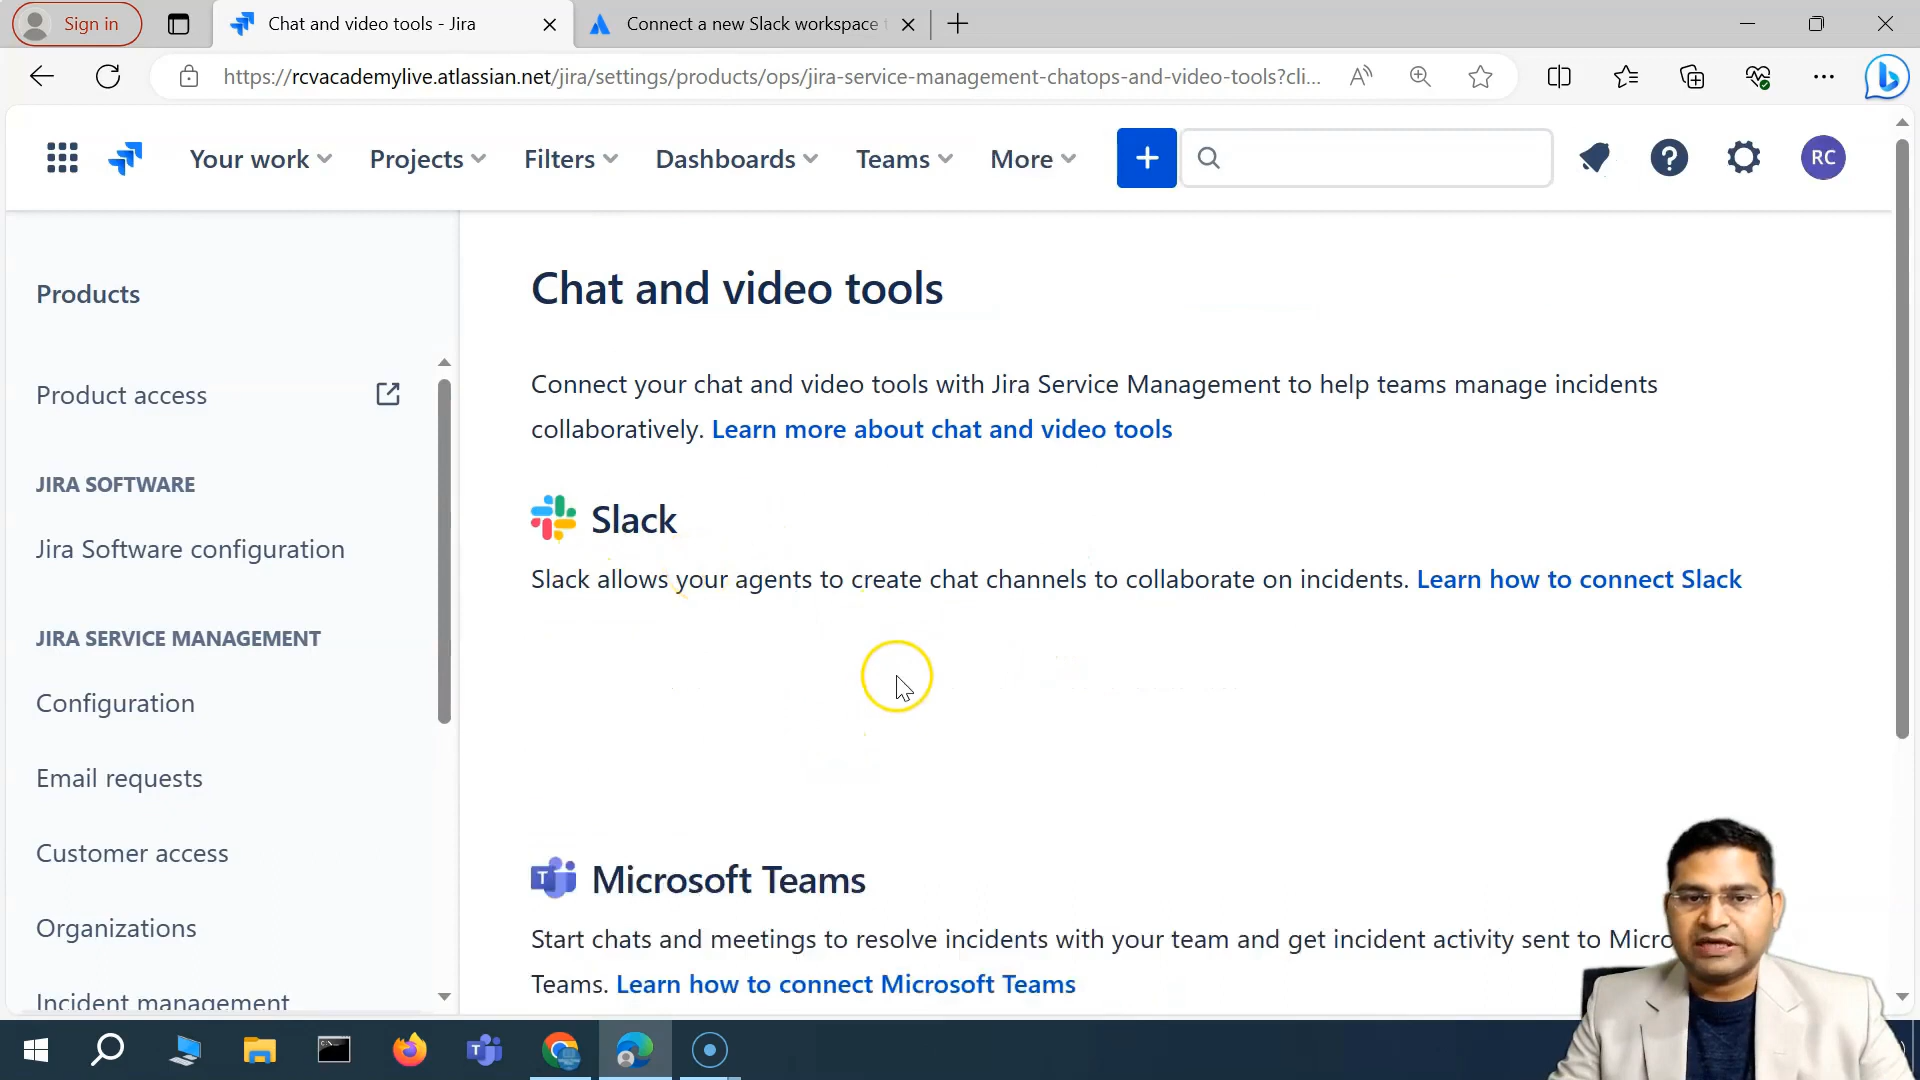 Sign in
Chat and video tools - Jira
Connect a new Slack workspace
https://rcvacademylive.atlassian.net/jira/settings/products/ops/jira-service-management-chatops-and-video-tools?cli...
Your work
Projects
Filters
Dashboards
Teams
More
RC
Products
Product access
JIRA SOFTWARE
Jira Software configuration
JIRA SERVICE MANAGEMENT
Configuration
Email requests
Customer access
Organizations
Incident management
Chat and video tools
Connect your chat and video tools with Jira Service Management to help teams manage incidents
collaboratively. Learn more about chat and video tools
Slack
Slack allows your agents to create chat channels to collaborate on incidents. Learn how to connect Slack
Microsoft Teams
Start chats and meetings to resolve incidents with your team and get incident activity sent to Micro
Teams. Learn how to connect Microsoft Teams